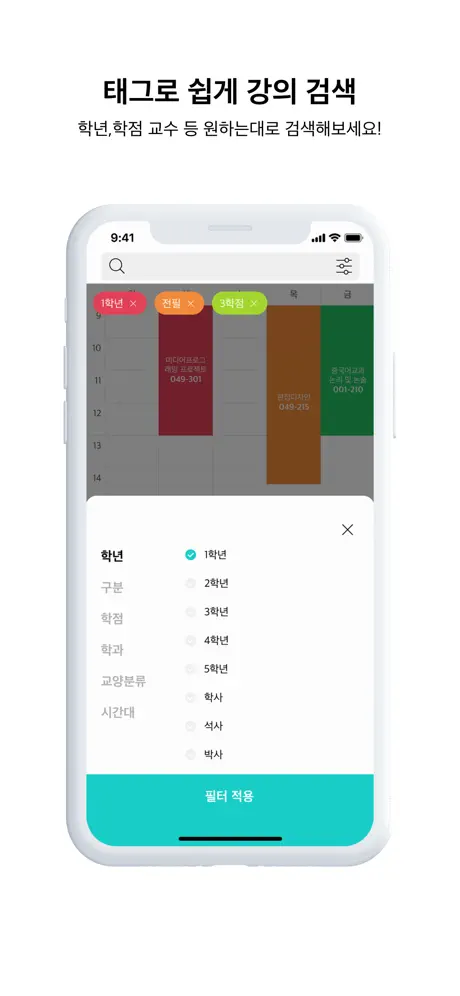 태그로 쉽게 강의 검색
학년,학점 교수 등 원하는대로 검색해보세요!
9:41
1학년
전필
3학점
목
금
9
10
11
12
13
14
미디어프로그
래밍 프로젝트
049-301
편집디자인
049-215
중국어교과
논리 및 논술
001-210
학년
구분
학점
학과
교양분류
시간대
1학년
2학년
3학년
4학년
5학년
학사
석사
박사
필터 적용